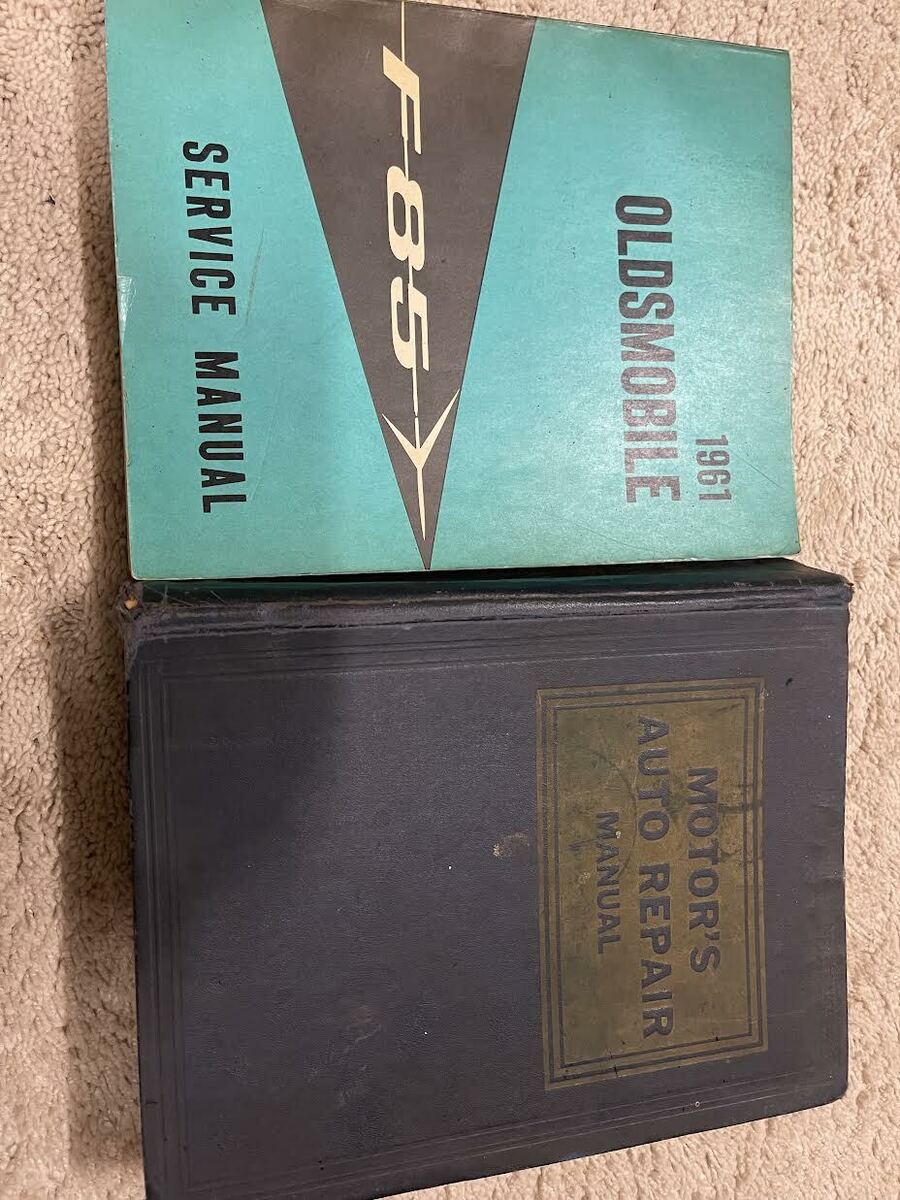 1961
OLDSMOBILE
F-85
SERVICE MANUAL
MOTOR'S
AUTO REPAIR
MANUAL